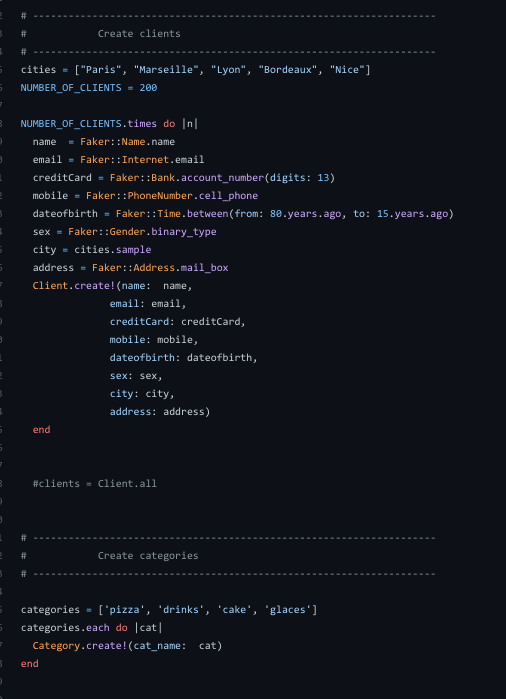 # --------------------------------------------------------------------
#            Create clients
# --------------------------------------------------------------------
cities = ["Paris", "Marseille", "Lyon", "Bordeaux", "Nice"]
NUMBER_OF_CLIENTS = 200

NUMBER_OF_CLIENTS.times do |n|
  name  = Faker::Name.name
  email = Faker::Internet.email
  creditCard = Faker::Bank.account_number(digits: 13)
  mobile = Faker::PhoneNumber.cell_phone
  dateofbirth = Faker::Time.between(from: 80.years.ago, to: 15.years.ago)
  sex = Faker::Gender.binary_type
  city = cities.sample
  address = Faker::Address.mail_box
  Client.create!(name:  name,
               email: email,
               creditCard: creditCard,
               mobile: mobile,
               dateofbirth: dateofbirth,
               sex: sex,
               city: city,
               address: address)
  end

  #clients = Client.all

# --------------------------------------------------------------------
#            Create categories
# --------------------------------------------------------------------

categories = ['pizza', 'drinks', 'cake', 'glaces']
categories.each do |cat|
  Category.create!(cat_name:  cat)
end